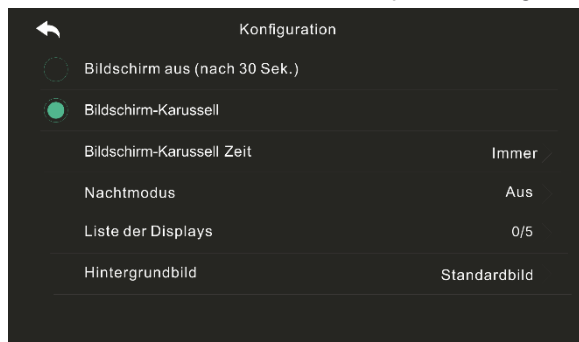 Konfiguration
Bildschirm aus (nach 30 Sek.)
Bildschirm-Karussell
Bildschirm-Karussell Zeit Immer
Nachtmodus Aus
Liste der Displays 0/5
Hintergrundbild Standardbild